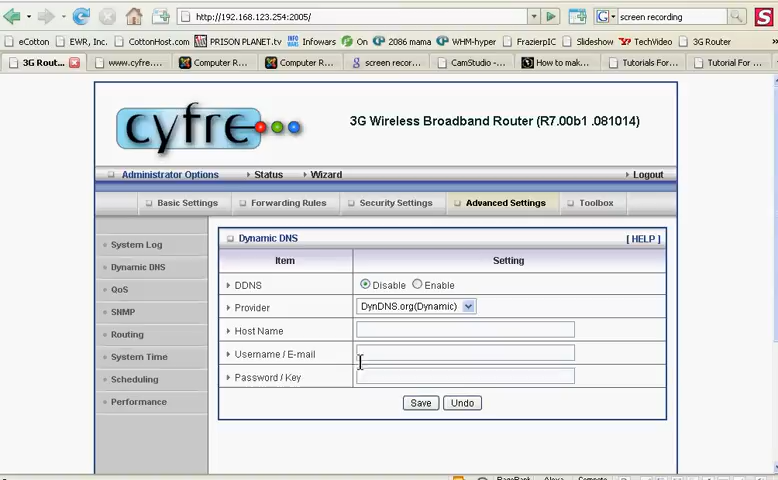 http://192.168.123.254:2005/
screen recording
eCotton
EWR, Inc.
CottonHost.com
PRISON PLANET.tv
Infowars
On
2086 mama
WHM-hyper
FrazierpIC
Slideshow
TechVideo
3G Router
3G Rout...
www.cyfre....
Computer R...
Computer R...
screen recor...
CamStudio -...
How to mak...
Tutorials For...
Tutorial For ...
cyfre
3G Wireless Broadband Router (R7.00b1 .081014)
Administrator Options
Status
Wizard
Logout
Basic Settings
Forwarding Rules
Security Settings
Advanced Settings
Toolbox
System Log
Dynamic DNS
QoS
SNMP
Routing
System Time
Scheduling
Performance
Dynamic DNS
[ HELP ]
Item
Setting
DDNS
Disable
Enable
Provider
DynDNS.org(Dynamic)
Host Name
Username / E-mail
Password / Key
Save
Undo